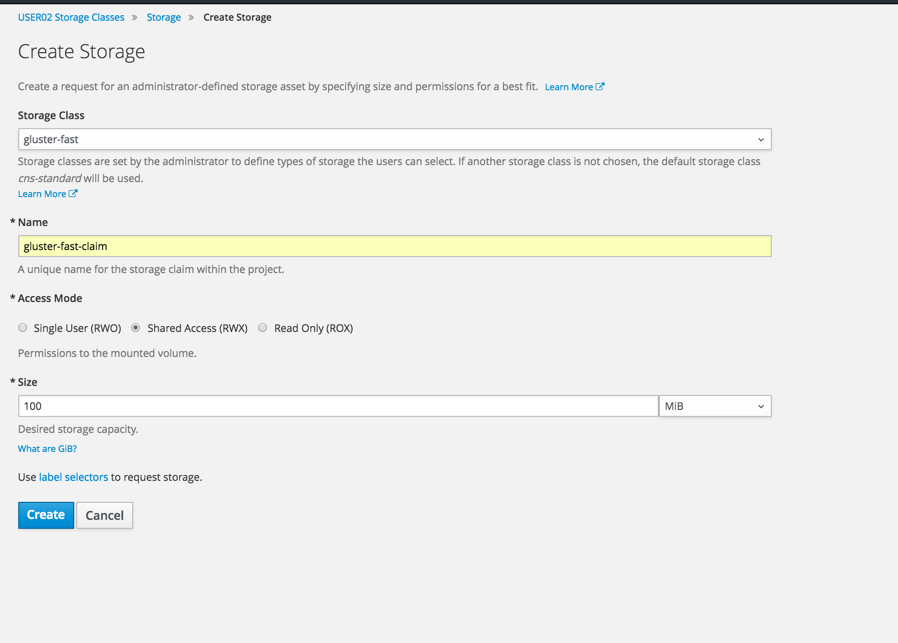 USER02 Storage Classes » Storage » Create Storage
Create Storage
Create a request for an administrator-defined storage asset by specifying size and permissions for a best fit. Learn More
Storage Class
gluster-fast
Storage classes are set by the administrator to define types of storage the users can select. If another storage class is not chosen, the default storage class
cns-standard will be used.
Learn More
* Name
gluster-fast-claim
A unique name for the storage claim within the project.
* Access Mode
Single User (RWO) Shared Access (RWX) Read Only (ROX)
Permissions to the mounted volume.
* Size
100 MiB
Desired storage capacity.
What are GiB?
Use label selectors to request storage.
Create Cancel